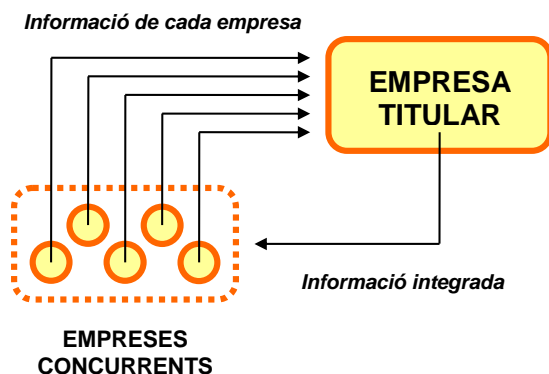 Informació de cada empresa
EMPRESA
TITULAR
Informació integrada
EMPRESES
CONCURRENTS